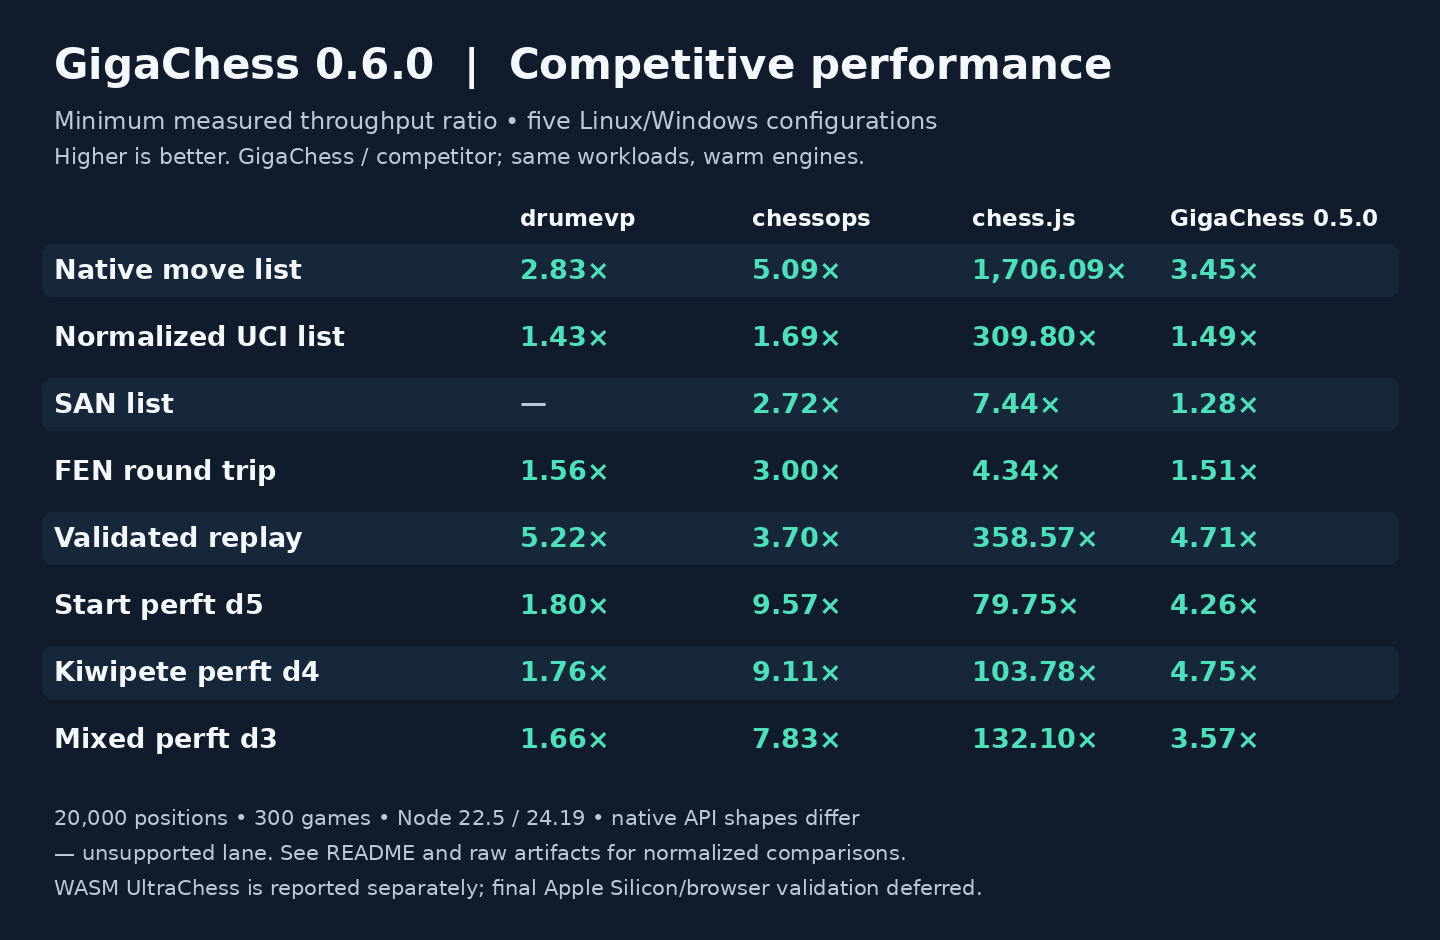 GigaChess 0.6.0 | Competitive performance
Minimum measured throughput ratio • five Linux/Windows configurations
Higher is better. GigaChess / competitor; same workloads, warm engines.
drumevp chessops chess.js GigaChess 0.5.0
Native move list 2.83× 5.09× 1,706.09× 3.45×
Normalized UCI list 1.43× 1.69× 309.80× 1.49×
SAN list — 2.72× 7.44× 1.28×
FEN round trip 1.56× 3.00× 4.34× 1.51×
Validated replay 5.22× 3.70× 358.57× 4.71×
Start perft d5 1.80× 9.57× 79.75× 4.26×
Kiwipete perft d4 1.76× 9.11× 103.78× 4.75×
Mixed perft d3 1.66× 7.83× 132.10× 3.57×
20,000 positions • 300 games • Node 22.5 / 24.19 • native API shapes differ
— unsupported lane. See README and raw artifacts for normalized comparisons.
WASM UltraChess is reported separately; final Apple Silicon/browser validation deferred.